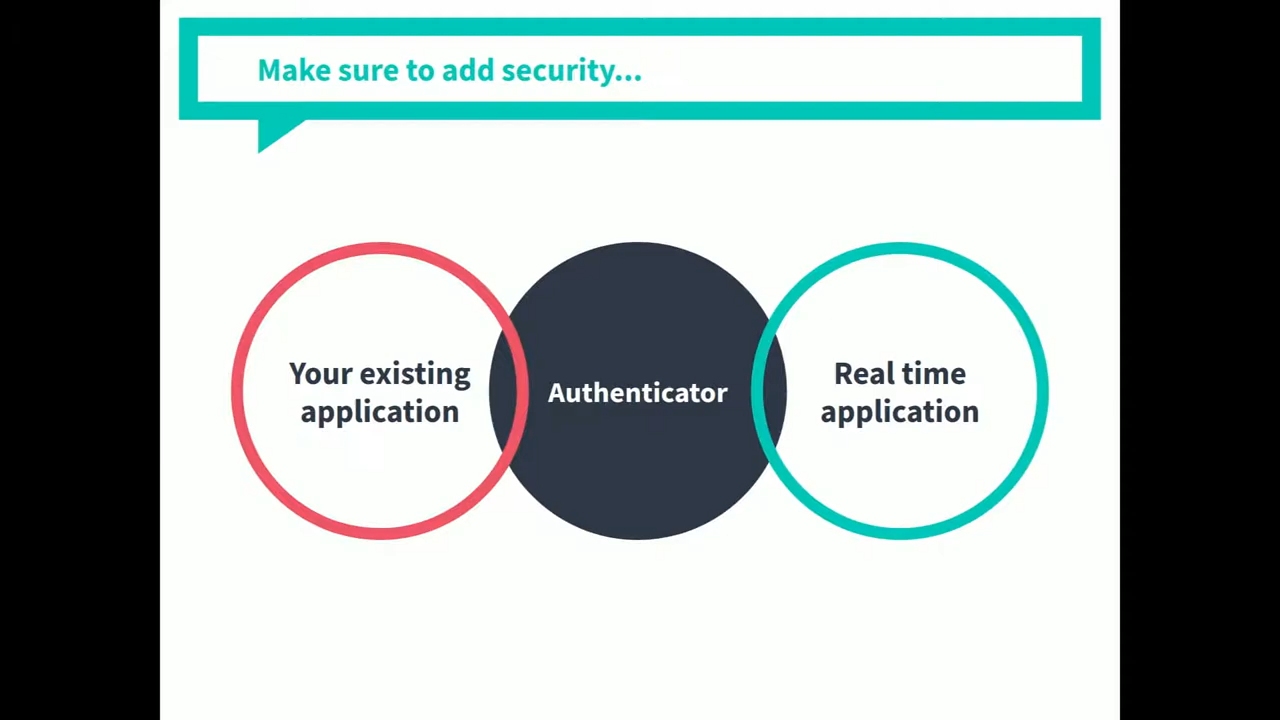 Make sure to add security...
Your existing
application
Authenticator
Real time
application